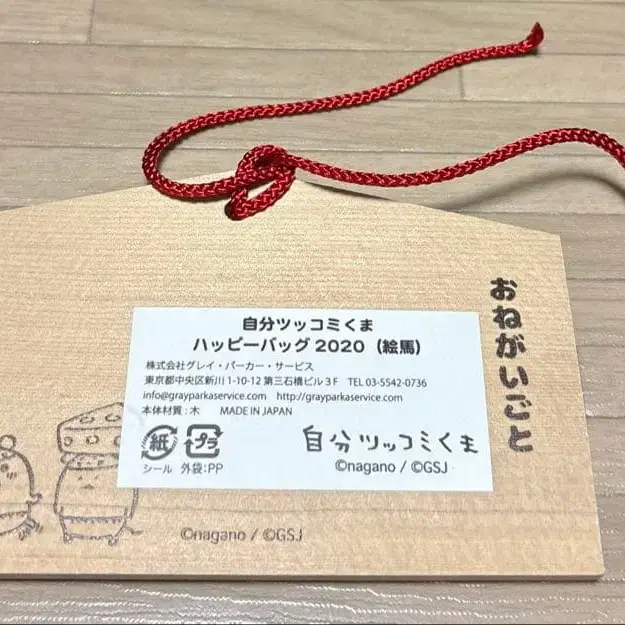 おねがいごと
自分ツッコミくま
ハッピーバッグ2020（絵馬）
株式会社グレイ・パーカー・サービス
東京都中央区新川1-10-12 第三石橋ビル3F TEL 03-5542-0736
info@grayparkaservice.com http://grayparkaservice.com
本体材質：木 MADE IN JAPAN
紙 プラ
シール 外袋：PP
自分ツッコミくま
©nagano / ©GSJ
©nagano / ©GSJ